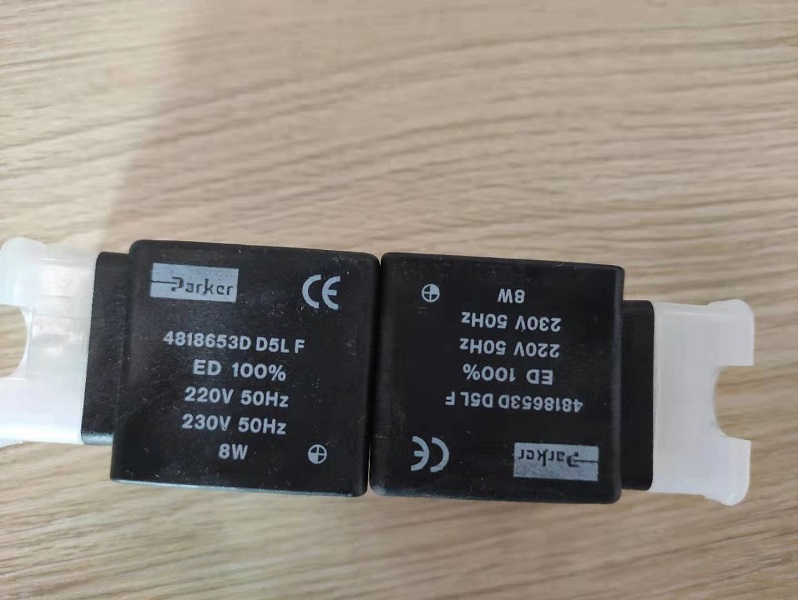 Parker CE
4818653D D5L F
ED 100%
220V 50Hz
230V 50Hz
8W
Parker CE
4818653D D5L F
ED 100%
220V 50Hz
230V 50Hz
8W